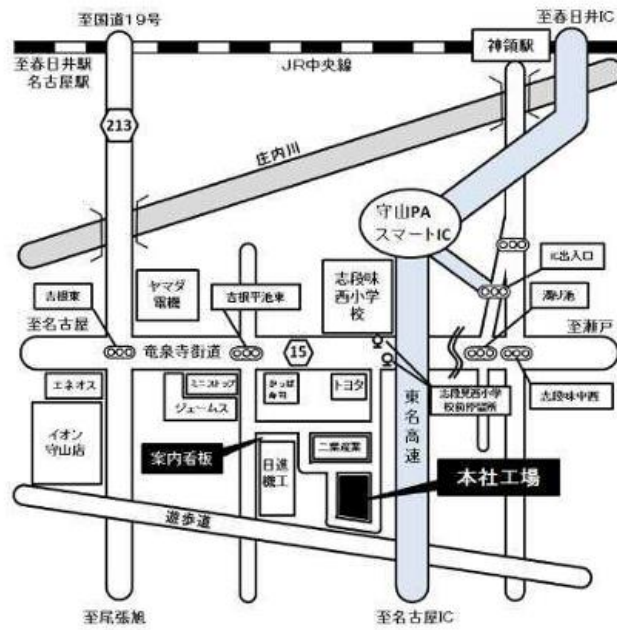 至国道19号
至春日井IC
神領駅
至春日井駅
名古屋駅
JR中央線
213
庄内川
守山PA
スマートIC
IC出入口
ヤマダ
電機
志段味
西小学
校
吉根東
吉根平池東
濁り池
至名古屋
至瀬戸
竜泉寺街道
15
エネオス
ミニストップ
かっぱ
寿司
トヨタ
志段見西小学
校前停留所
志段味中西
ジェームス
東名高速
イオン
守山店
案内看板
日進
機工
二葉産業
本社工場
遊歩道
至尾張旭
至名古屋IC